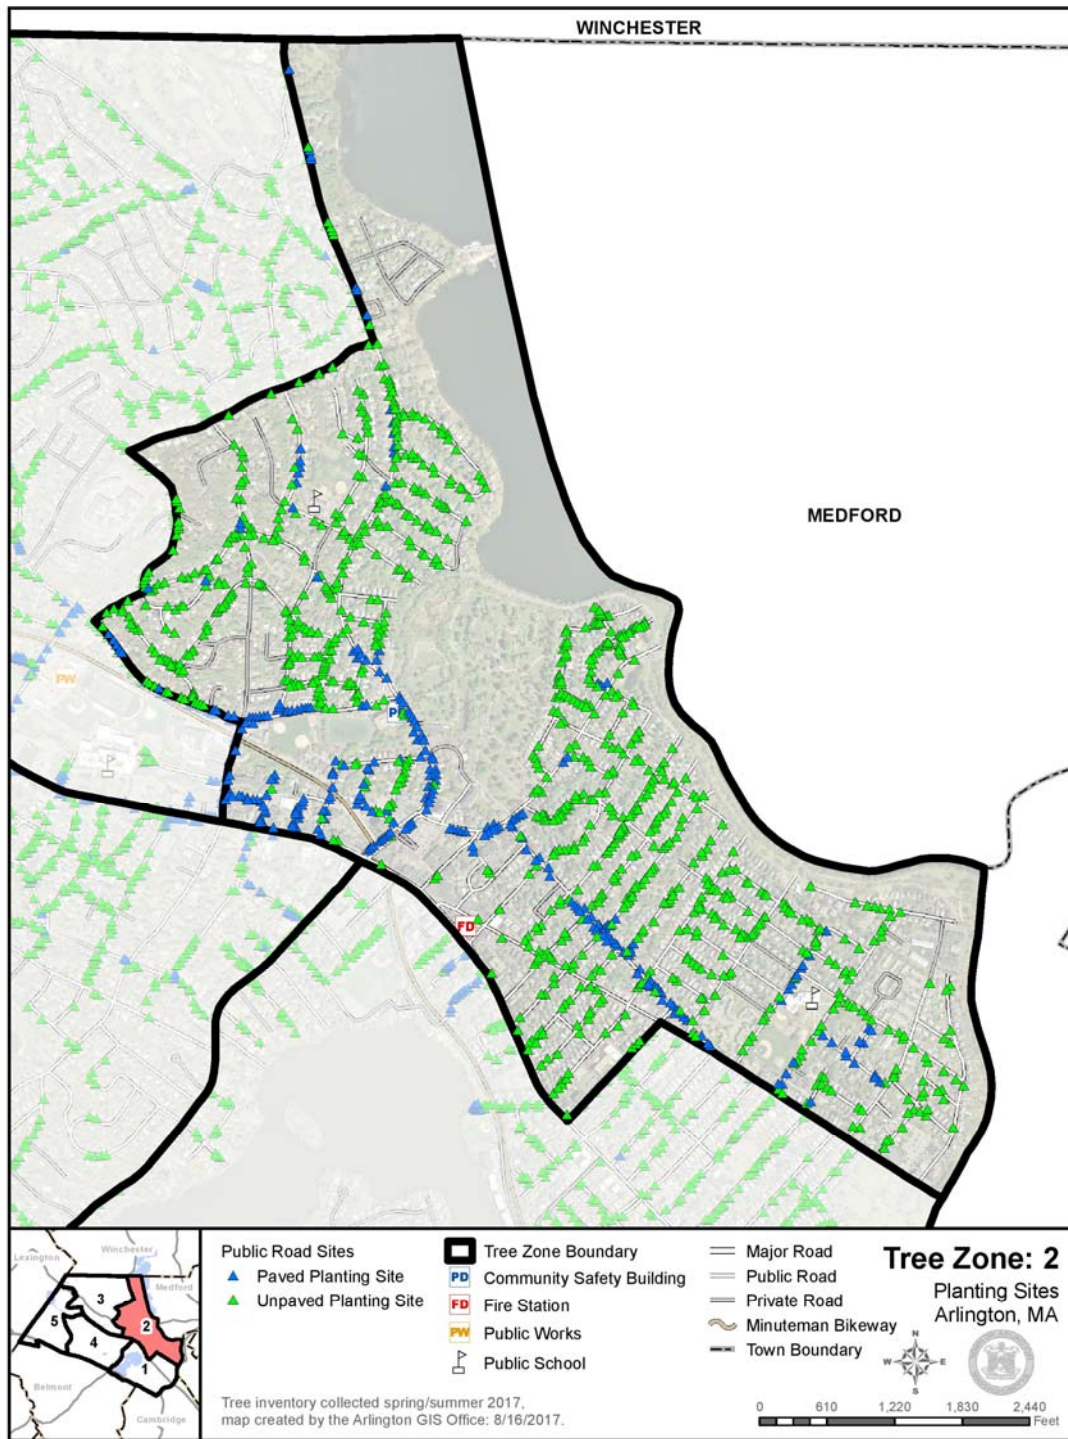 WINCHESTER
MEDFORD
PW
PD
FD
Lexington
Winchester
Medford
3
5
2
4
1
Belmont
Cambridge
Public Road Sites
Paved Planting Site
Unpaved Planting Site
Tree Zone Boundary
PD Community Safety Building
FD Fire Station
PW Public Works
Public School
Major Road
Public Road
Private Road
Minuteman Bikeway
Town Boundary
Tree Zone: 2
Planting Sites
Arlington, MA
N
W E
S
0 610 1,220 1,830 2,440
Feet
Tree inventory collected spring/summer 2017,
map created by the Arlington GIS Office: 8/16/2017.